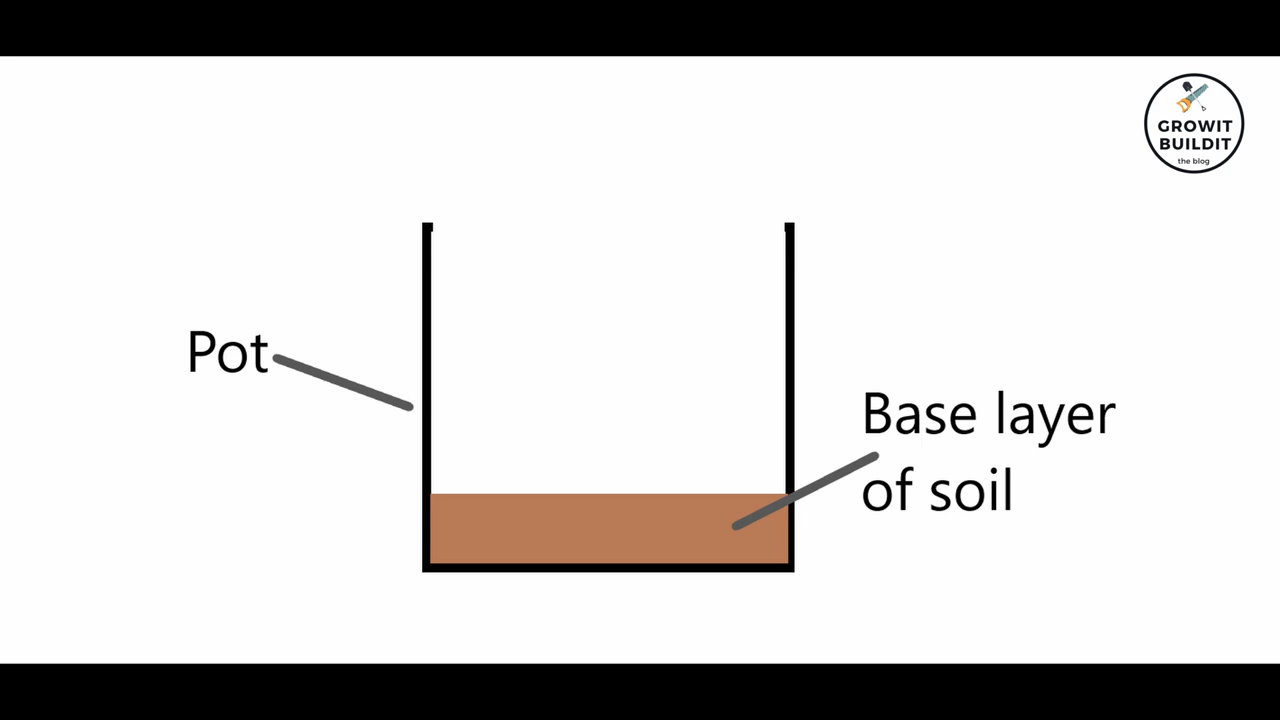 GROWIT
BUILDIT
the blog
Pot
Base layer
of soil